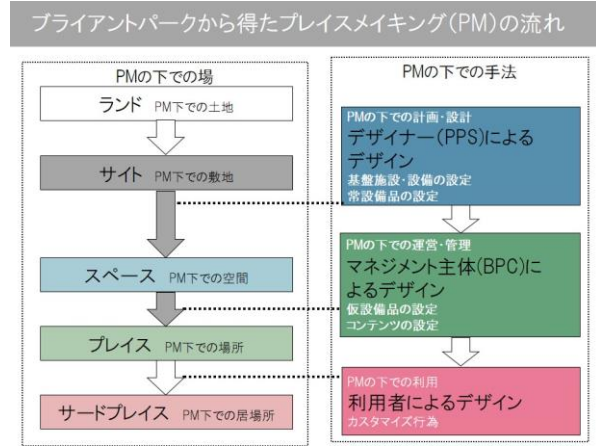 ブライアントパークから得たプレイスメイキング(PM)の流れ
PMの下での場
ランド PM下での土地
サイト PM下での敷地
スペース PM下での空間
プレイス PM下での場所
サードプレイス PM下での居場所
PMの下での手法
PMの下での計画・設計
デザイナー(PPS)による
デザイン
基盤施設・設備の設定
常設備品の設定
PMの下での運営・管理
マネジメント主体(BPC)に
よるデザイン
仮設備品の設定
コンテンツの設定
PMの下での利用
利用者によるデザイン
カスタマイズ行為